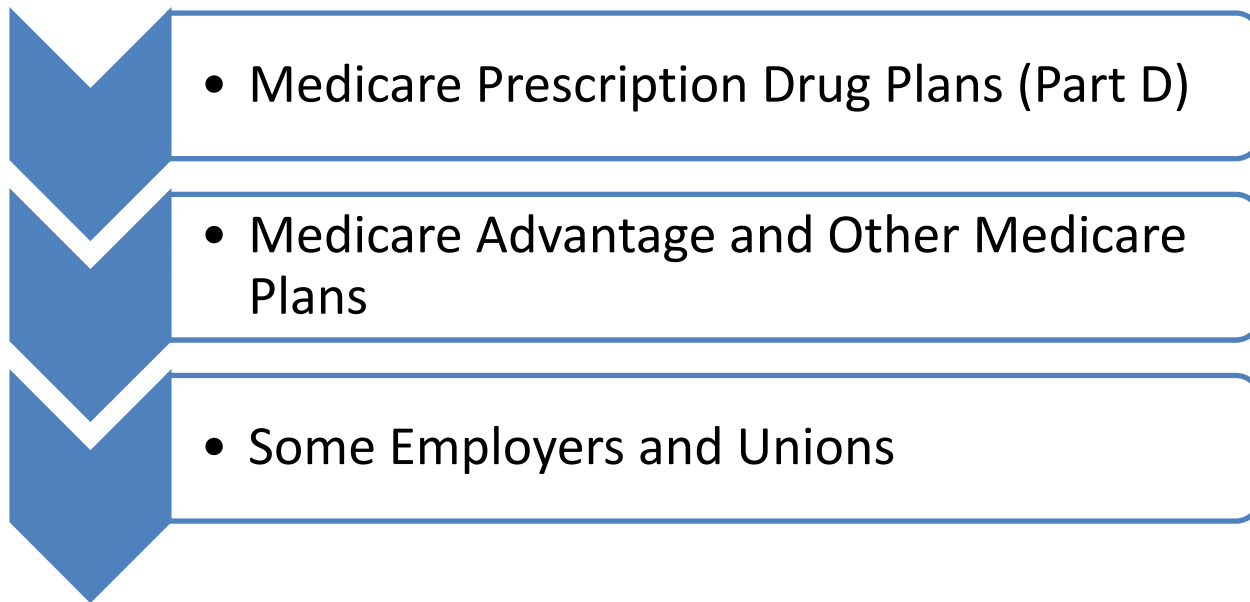 • Medicare Prescription Drug Plans (Part D)
• Medicare Advantage and Other Medicare
Plans
• Some Employers and Unions